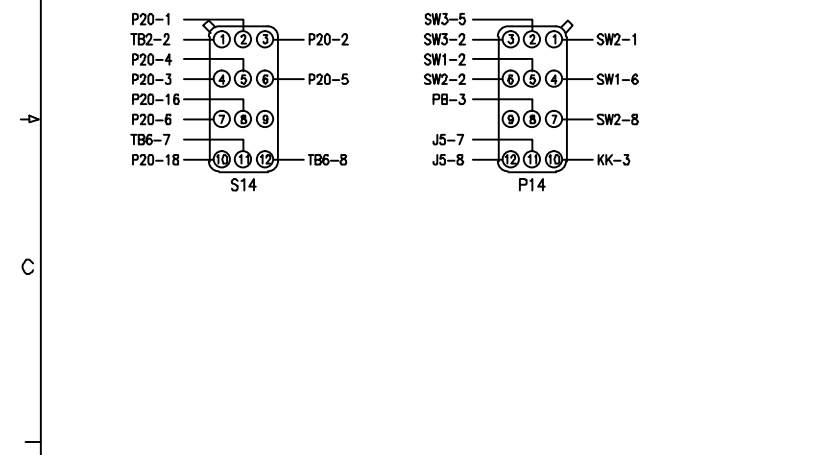 P20-1
TB2-2 1 2 3 P20-2
P20-4
P20-3 4 5 6 P20-5
P20-16
P20-6 7 8 9
TB6-7
P20-18 10 11 12 TB6-8
S14
SW3-5
SW3-2 3 2 1 SW2-1
SW1-2
SW2-2 6 5 4 SW1-6
PB-3
9 8 7 SW2-8
J5-7
J5-8 12 11 10 KK-3
P14
C